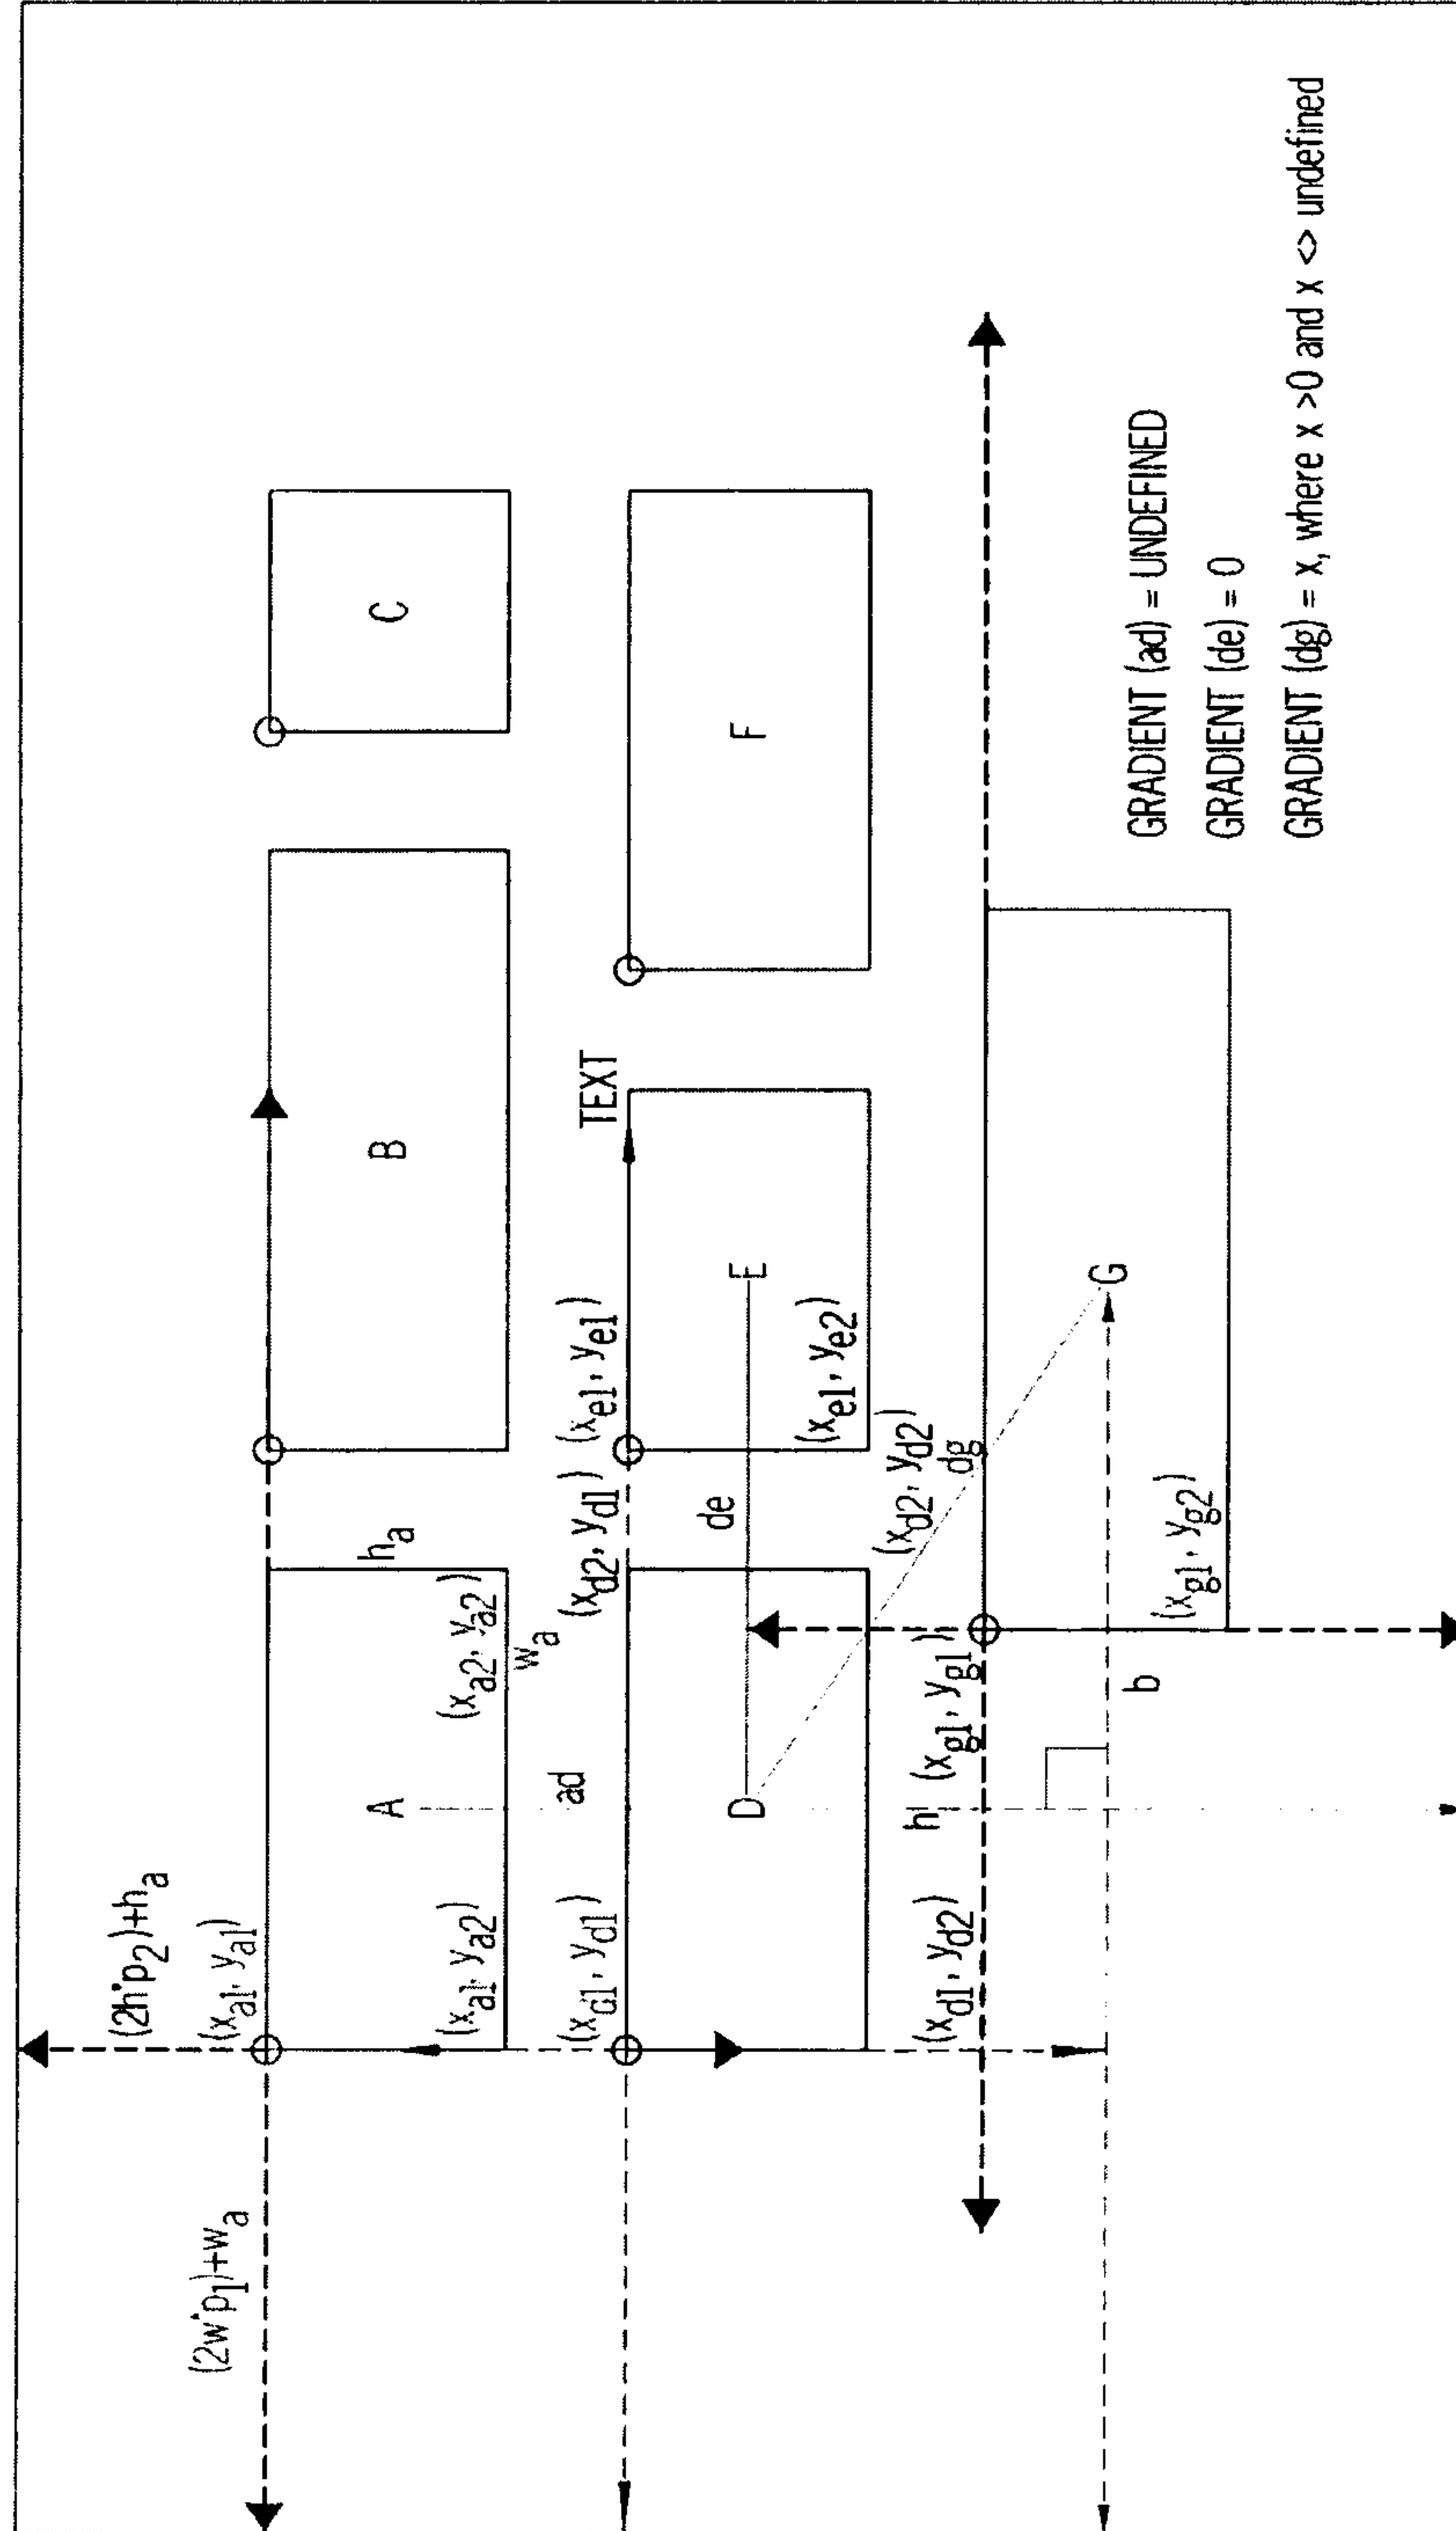 (2h*p2)+ha
(2w*p1)+wa
(xa1, ya1)
A
ha
B
C
(xa1, ya2)
(xa2, ya2)
wa
ad
(xd1, yd1)
(xd2, yd1)
(xe1, ye1)
TEXT
D
de
E
F
(xe1, ye2)
(xd1, yd2)
h
(xg1, yg1)
(xd2, yd2)
dg
G
b
(xg1, yg2)
GRADIENT (ad) = UNDEFINED
GRADIENT (de) = 0
GRADIENT (dg) = x, where x >0 and x <> undefined